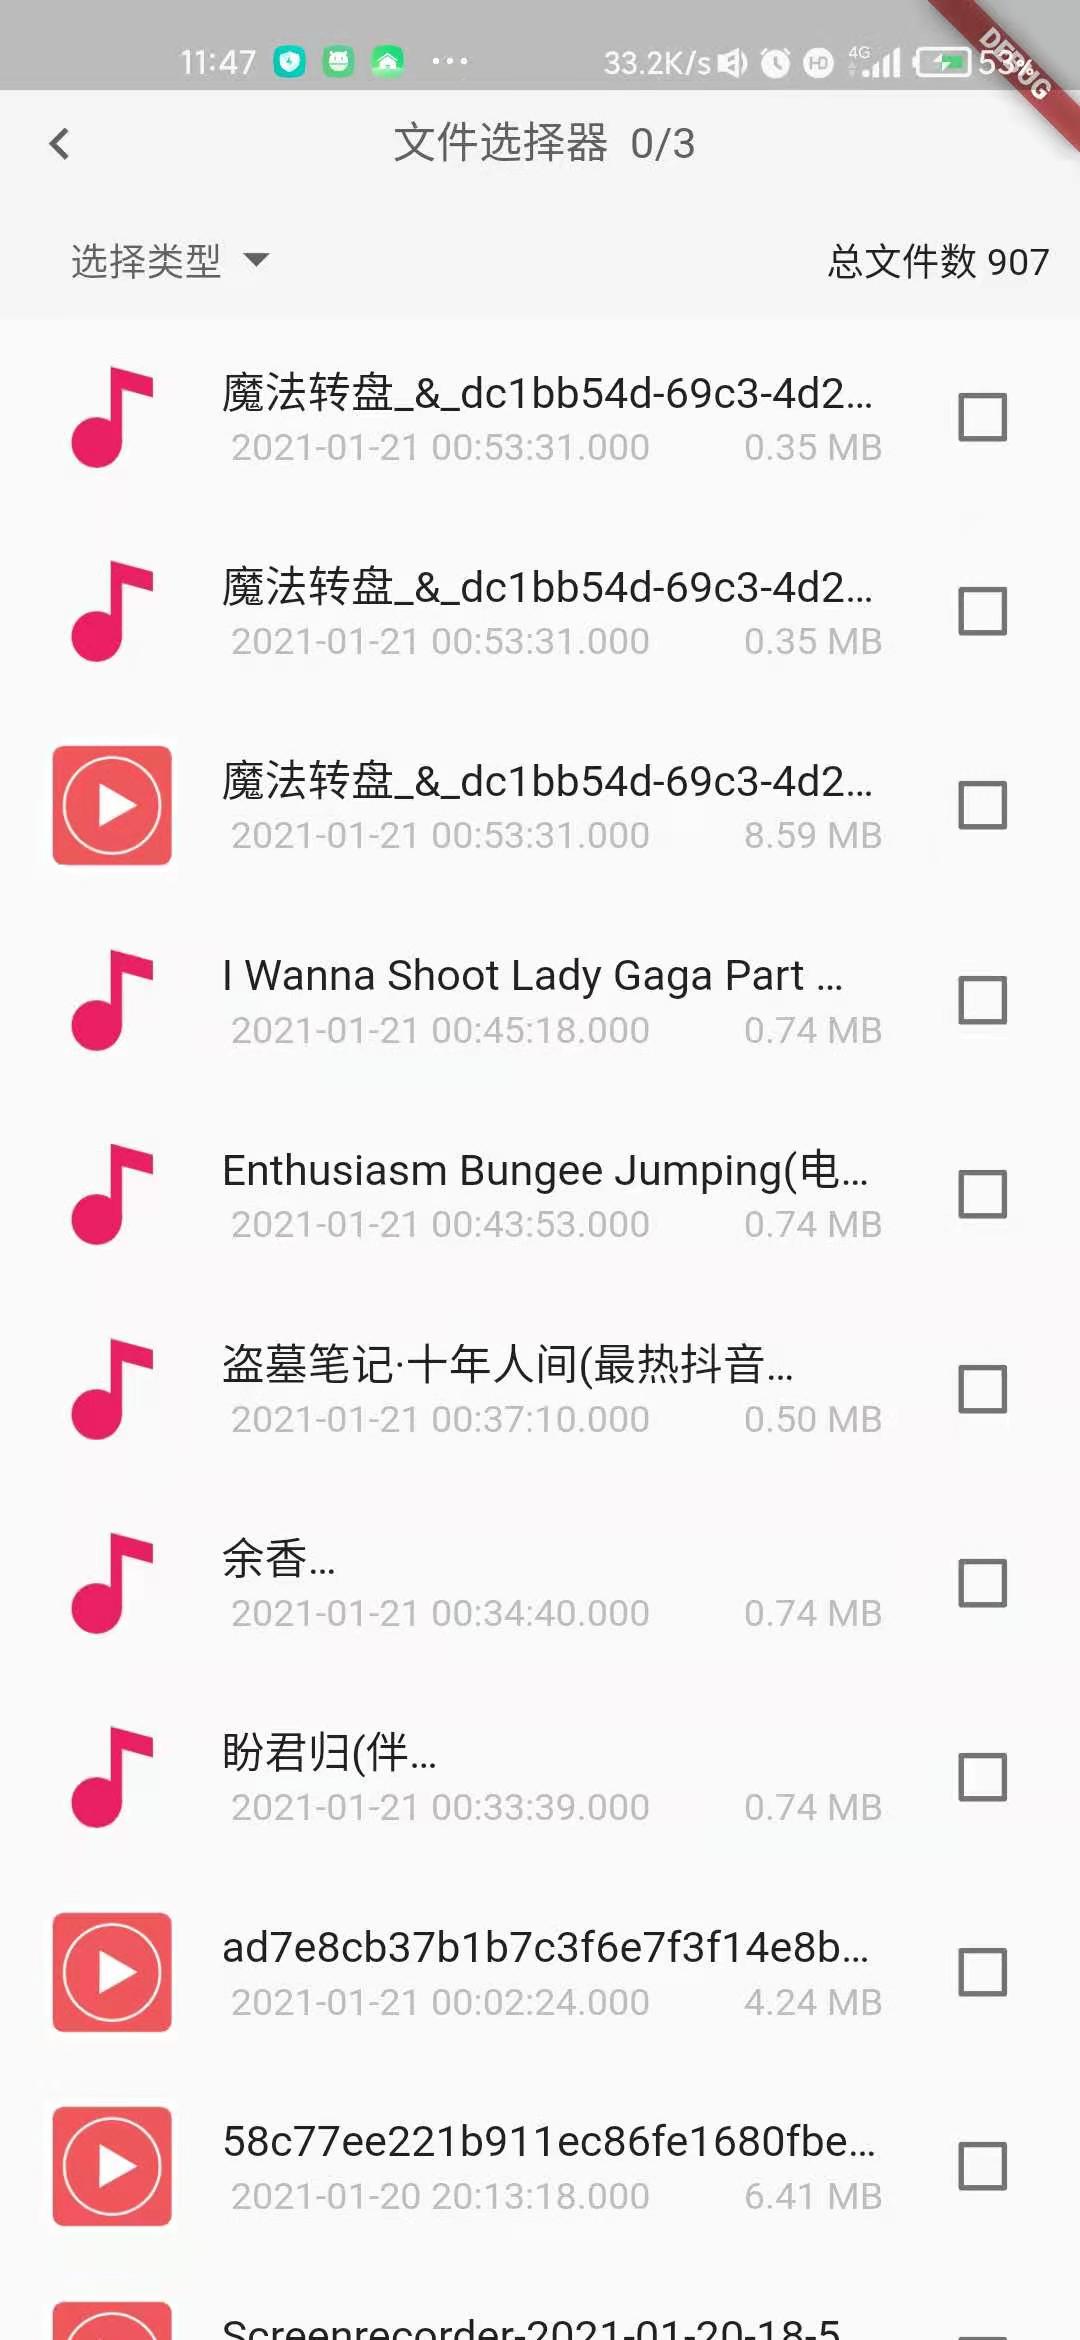 11:47 ... 33.2K/s HD 4G 53%
DEBUG
文件选择器 0/3
选择类型 总文件数 907
魔法转盘_&_dc1bb54d-69c3-4d2...
2021-01-21 00:53:31.000 0.35 MB
魔法转盘_&_dc1bb54d-69c3-4d2...
2021-01-21 00:53:31.000 0.35 MB
魔法转盘_&_dc1bb54d-69c3-4d2...
2021-01-21 00:53:31.000 8.59 MB
I Wanna Shoot Lady Gaga Part ...
2021-01-21 00:45:18.000 0.74 MB
Enthusiasm Bungee Jumping(电...
2021-01-21 00:43:53.000 0.74 MB
盗墓笔记·十年人间(最热抖音...
2021-01-21 00:37:10.000 0.50 MB
余香...
2021-01-21 00:34:40.000 0.74 MB
盼君归(伴...
2021-01-21 00:33:39.000 0.74 MB
ad7e8cb37b1b7c3f6e7f3f14e8b...
2021-01-21 00:02:24.000 4.24 MB
58c77ee221b911ec86fe1680fbe...
2021-01-20 20:13:18.000 6.41 MB
Screenrecorder-2021-01-20-18-5